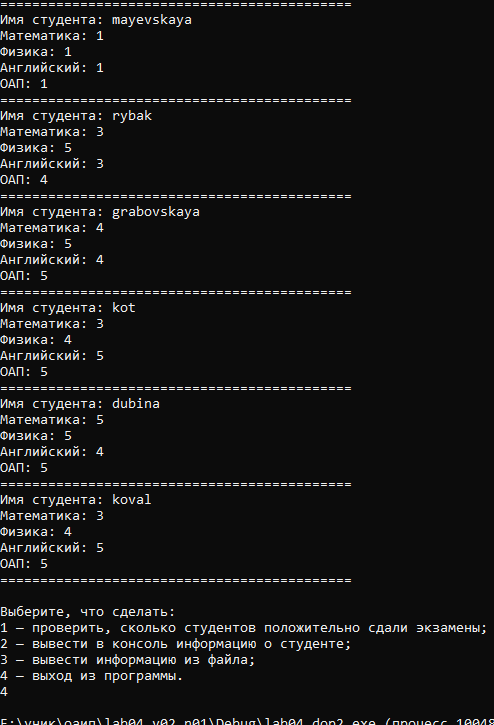 ============================================
Имя студента: mayevskaya
Математика: 1
Физика: 1
Английский: 1
ОАП: 1
============================================
Имя студента: rybak
Математика: 3
Физика: 5
Английский: 3
ОАП: 4
============================================
Имя студента: grabovskaya
Математика: 4
Физика: 5
Английский: 4
ОАП: 5
============================================
Имя студента: kot
Математика: 3
Физика: 4
Английский: 5
ОАП: 5
============================================
Имя студента: dubina
Математика: 5
Физика: 5
Английский: 4
ОАП: 5
============================================
Имя студента: koval
Математика: 3
Физика: 4
Английский: 5
ОАП: 5
============================================
Выберите, что сделать:
1 — проверить, сколько студентов положительно сдали экзамены;
2 — вывести в консоль информацию о студенте;
3 — вывести информацию из файла;
4 — выход из программы.
4
E:\уник\оаип\lab04_v02_n01\Debug\lab04_dop2.exe (процесс 10048